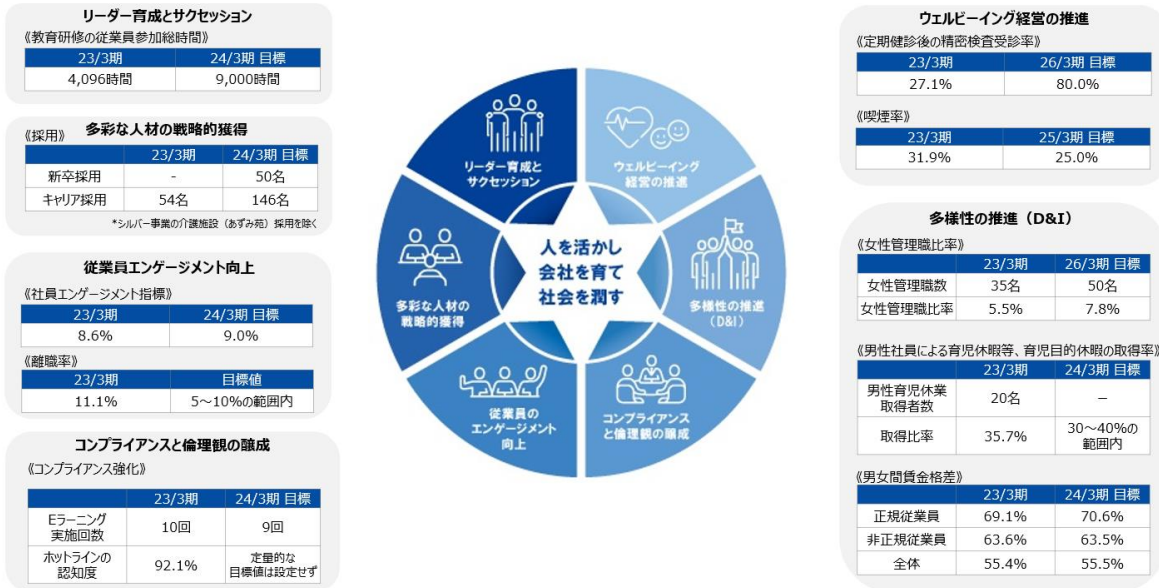 リーダー育成とサクセッション
《教育研修の従業員参加総時間》
23/3期 24/3期 目標
4,096時間 9,000時間
多彩な人材の戦略的獲得
《採用》
23/3期 24/3期 目標
新卒採用 - 50名
キャリア採用 54名 146名
*シルバー事業の介護施設（あずみ苑）採用を除く
従業員エンゲージメント向上
《社員エンゲージメント指標》
23/3期 24/3期 目標
8.6% 9.0%
《離職率》
23/3期 目標値
11.1% 5～10%の範囲内
コンプライアンスと倫理観の醸成
《コンプライアンス強化》
23/3期 24/3期 目標
Eラーニング
実施回数 10回 9回
ホットラインの
認知度 92.1% 定量的な
目標値は設定せず
リーダー育成と
サクセッション
ウェルビーイング
経営の推進
多彩な人材の
戦略的獲得
人を活かし
会社を育て
社会を潤す
多様性の推進
（D&I）
従業員の
エンゲージメント
向上
コンプライアンス
と倫理観の醸成
ウェルビーイング経営の推進
《定期健診後の精密検査受診率》
23/3期 26/3期 目標
27.1% 80.0%
《喫煙率》
23/3期 25/3期 目標
31.9% 25.0%
多様性の推進（D&I）
《女性管理職比率》
23/3期 26/3期 目標
女性管理職数 35名 50名
女性管理職比率 5.5% 7.8%
《男性社員による育児休暇等、育児目的休暇の取得率》
23/3期 24/3期 目標
男性育児休業
取得者数 20名 －
取得比率 35.7% 30～40%の
範囲内
《男女間賃金格差》
23/3期 24/3期 目標
正規従業員 69.1% 70.6%
非正規従業員 63.6% 63.5%
全体 55.4% 55.5%